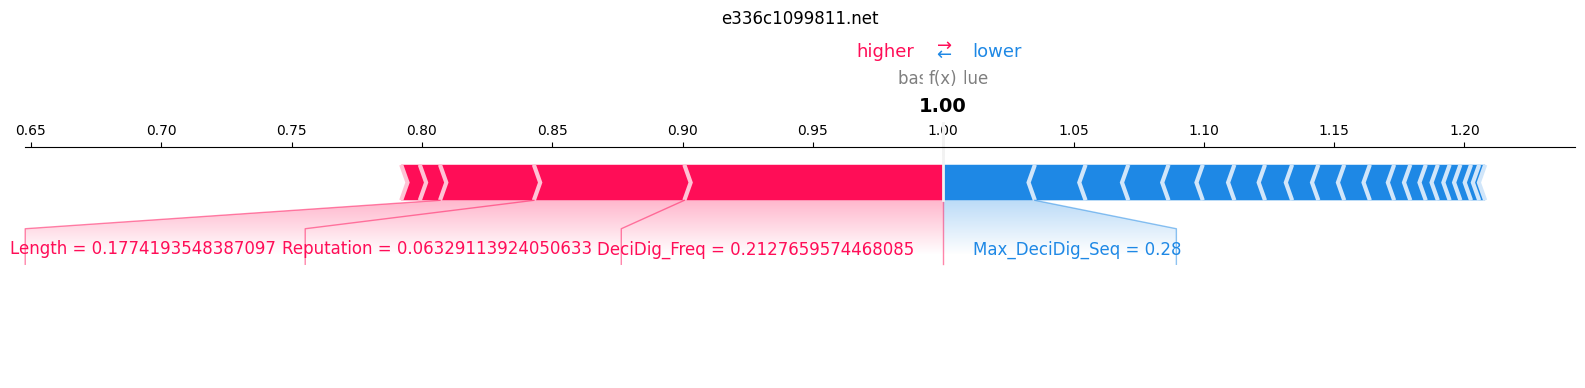 e336c1099811.net
higher → lower
←
bas f(x) lue
1.00
0.65 0.70 0.75 0.80 0.85 0.90 0.95 1.00 1.05 1.10 1.15 1.20
Length = 0.1774193548387097 Reputation = 0.06329113924050633 DeciDig_Freq = 0.2127659574468085 Max_DeciDig_Seq = 0.28